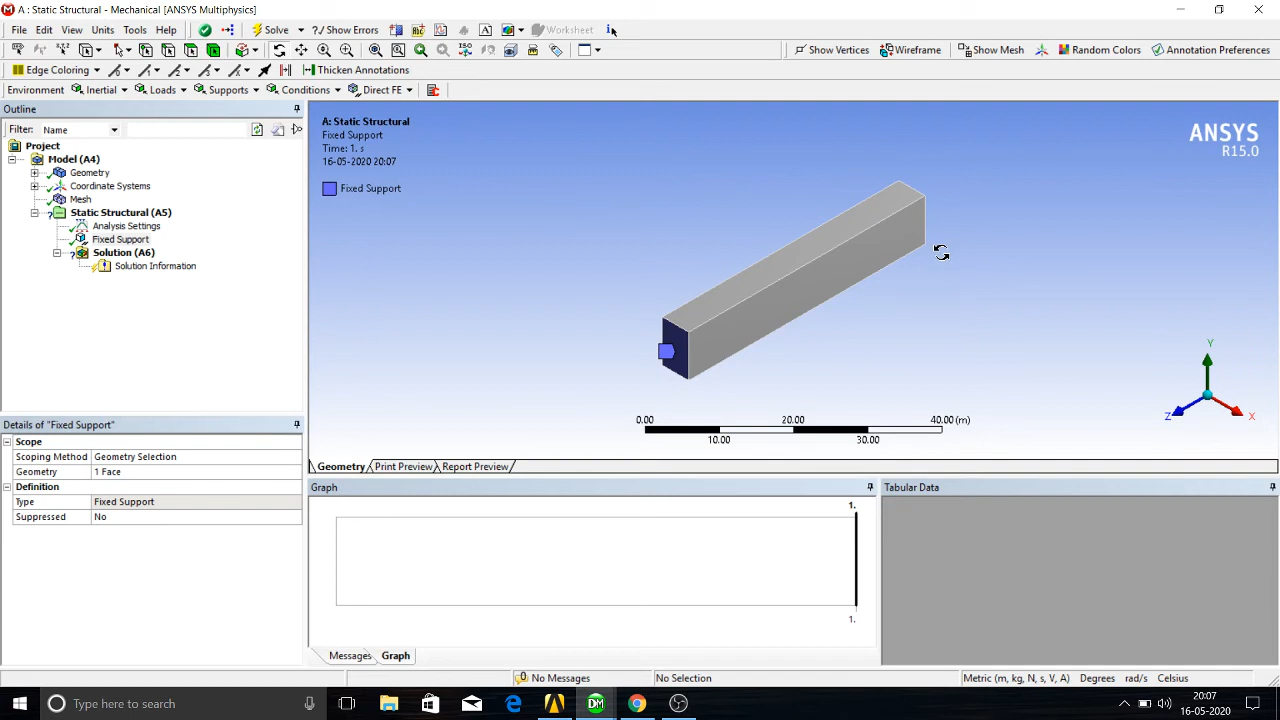 A : Static Structural - Mechanical [ANSYS Multiphysics]
File Edit View Units Tools Help Solve ?/ Show Errors Worksheet
Show Vertices Wireframe Show Mesh Random Colors Annotation Preferences
Edge Coloring Thicken Annotations
Environment Inertial Loads Supports Conditions Direct FE
Outline
Filter: Name
Project
Model (A4)
Geometry
Coordinate Systems
Mesh
Static Structural (A5)
Analysis Settings
Fixed Support
Solution (A6)
Solution Information
Details of "Fixed Support"
Scope
Scoping Method Geometry Selection
Geometry 1 Face
Definition
Type Fixed Support
Suppressed No
A: Static Structural
Fixed Support
Time: 1. s
16-05-2020 20:07
Fixed Support
ANSYS
R15.0
Y
Z X
0.00 20.00 40.00 (m)
10.00 30.00
Geometry Print Preview Report Preview
Graph
1.
1.
Messages Graph
Tabular Data
0 No Messages No Selection Metric (m, kg, N, s, V, A) Degrees rad/s Celsius
Type here to search
20:07
16-05-2020